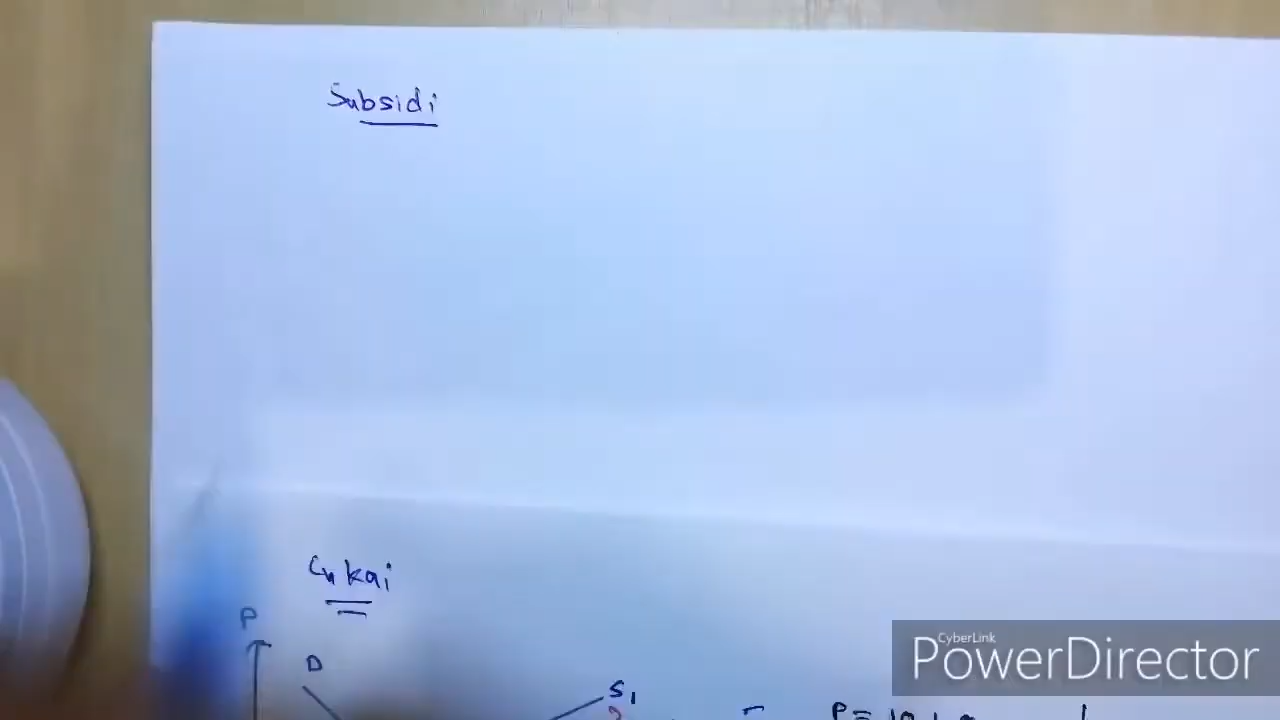 Subsidi
Cukai
P
D
S1
P =
CyberLink
PowerDirector